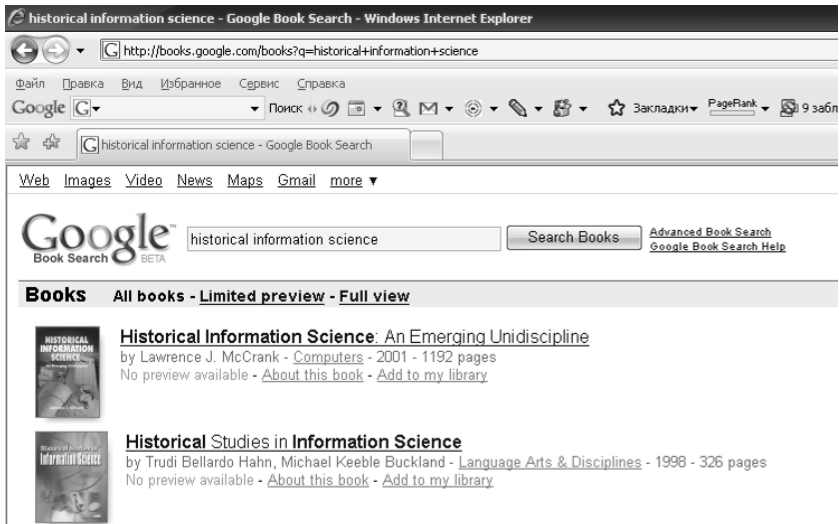 historical information science - Google Book Search - Windows Internet Explorer
G http://books.google.com/books?q=historical+information+science
Файл Правка Вид Избранное Сервис Справка
Google G Поиск Закладки PageRank 9 забл
G historical information science - Google Book Search
Web Images Video News Maps Gmail more ▼
Google™ Book Search BETA historical information science Search Books Advanced Book Search
Google Book Search Help
Books All books - Limited preview - Full view
HISTORICAL
INFORMATION
SCIENCE
Historical Information Science: An Emerging Unidiscipline
by Lawrence J. McCrank - Computers - 2001 - 1192 pages
No preview available - About this book - Add to my library
Information Science
Historical Studies in Information Science
by Trudi Bellardo Hahn, Michael Keeble Buckland - Language Arts & Disciplines - 1998 - 326 pages
No preview available - About this book - Add to my library